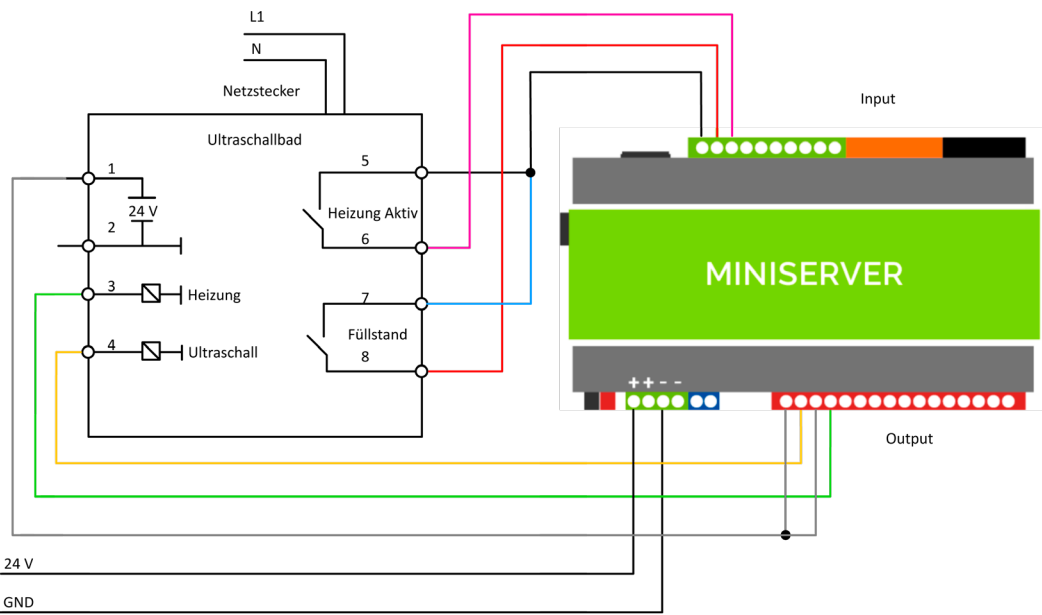 L1
N
Netzstecker
Input
Ultraschallbad
1
5
24 V
Heizung Aktiv
2
6
MINISERVER
3
Heizung
7
Füllstand
4
Ultraschall
8
++--
Output
24 V
GND